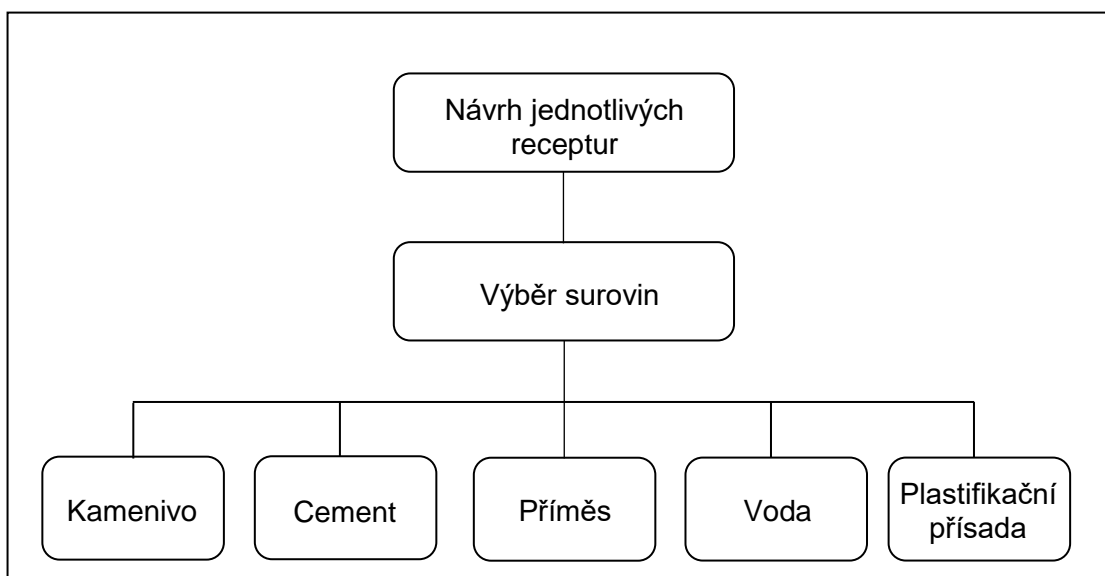 Návrh jednotlivých
receptur
Výběr surovin
Kamenivo
Cement
Příměs
Voda
Plastifikační
přísada